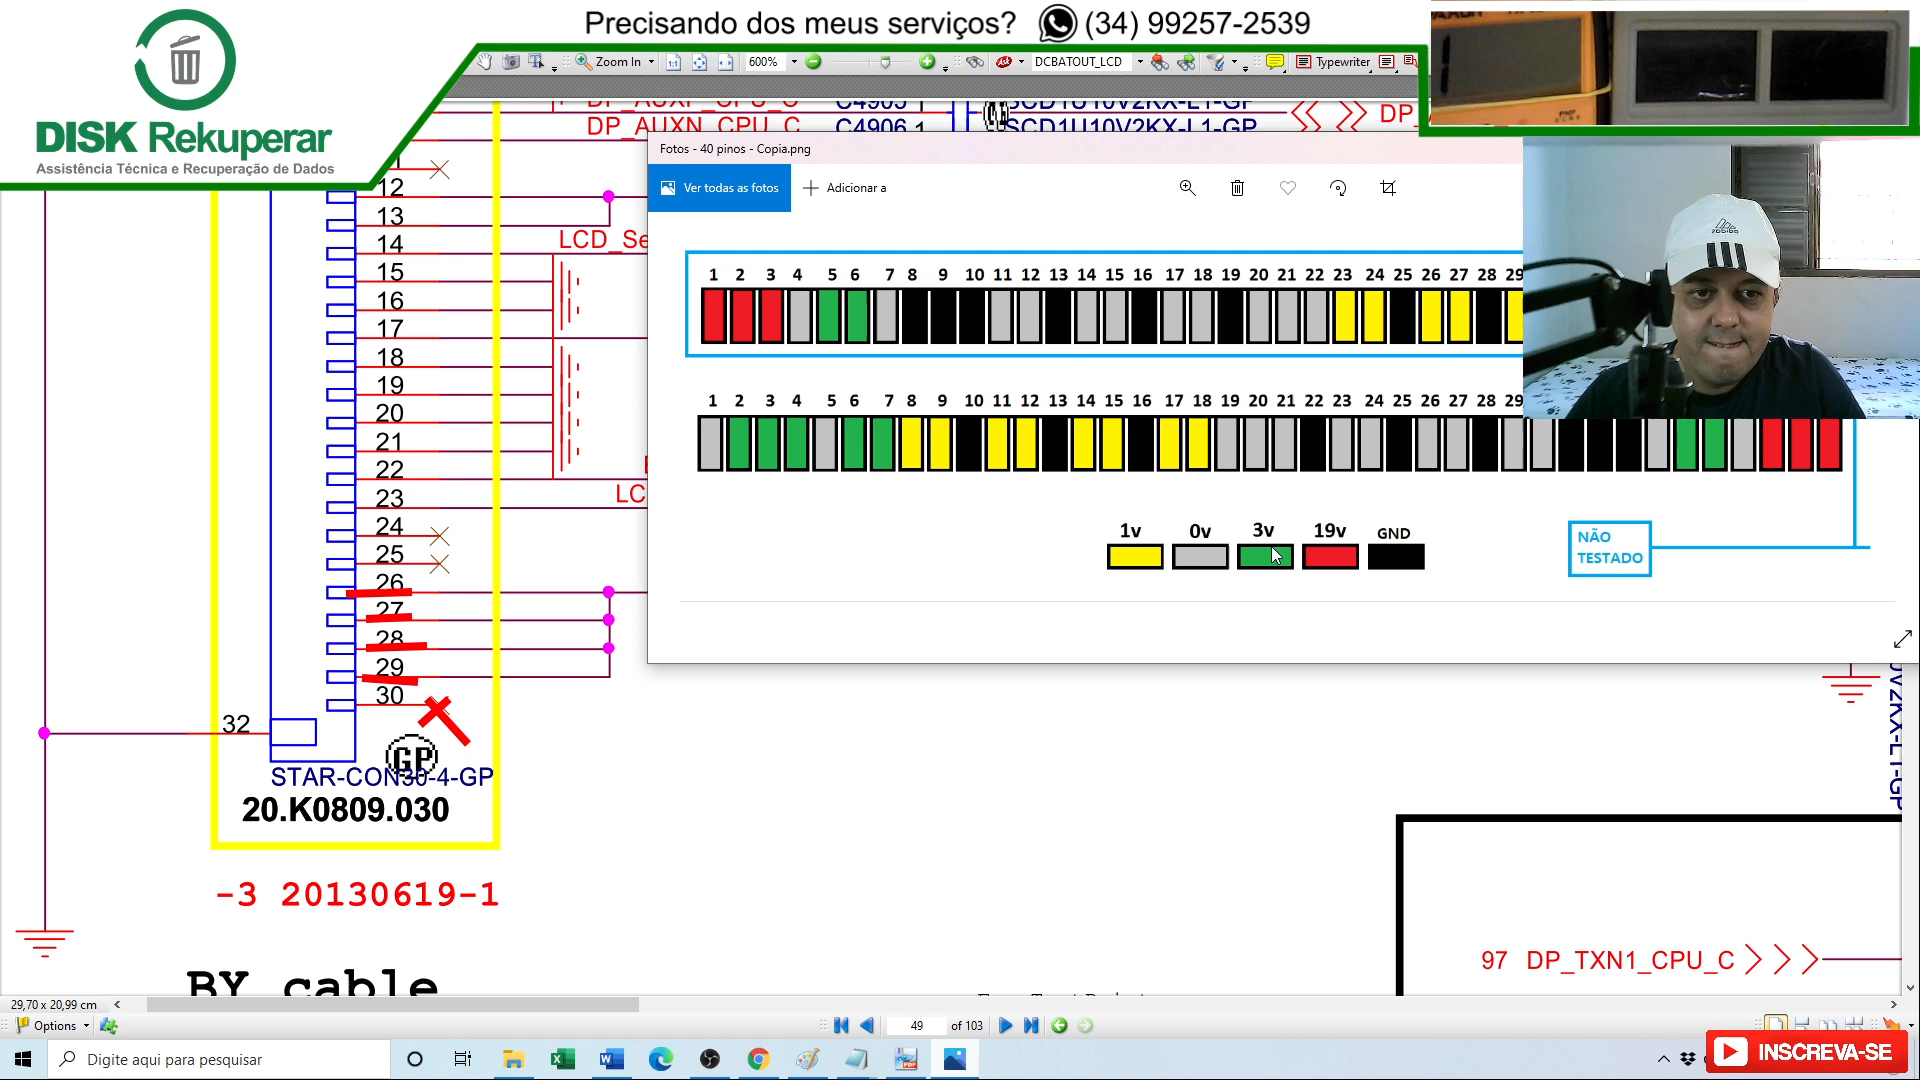 Precisando dos meus serviços? (34) 99257-2539
DISK Rekuperar
Assistência Técnica e Recuperação de Dados
Zoom In 600% DCBATOUT_LCD Typewriter
DP_AUXN_CPU_C C4906 1 SCD1U10V2KX-L1-GP
DP_
Fotos - 40 pinos - Copia.png
Ver todas as fotos Adicionar a
12
13
14
15
16
17
18
19
20
21
22
23
24
25
26
27
28
29
30
32
LCD_Se
LC
1 2 3 4 5 6 7 8 9 10 11 12 13 14 15 16 17 18 19 20 21 22 23 24 25 26 27 28 29
1 2 3 4 5 6 7 8 9 10 11 12 13 14 15 16 17 18 19 20 21 22 23 24 25 26 27 28 29
1v 0v 3v 19v GND
NÃO
TESTADO
GP
STAR-CON30-4-GP
20.K0809.030
-3 20130619-1
BY cable
97 DP_TXN1_CPU_C
29,70 x 20,99 cm
Options 49 of 103
Digite aqui para pesquisar
INSCREVA-SE